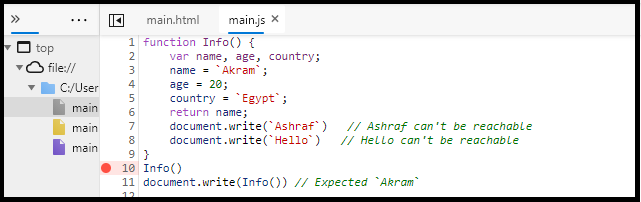 » ··· main.html main.js ×
top
file://
C:/User
main
main
main
1 function Info() {
2 var name, age, country;
3 name = `Akram`;
4 age = 20;
5 country = `Egypt`;
6 return name;
7 document.write(`Ashraf`) // Ashraf can't be reachable
8 document.write(`Hello`) // Hello can't be reachable
9 }
10 Info()
11 document.write(Info()) // Expected `Akram`
12